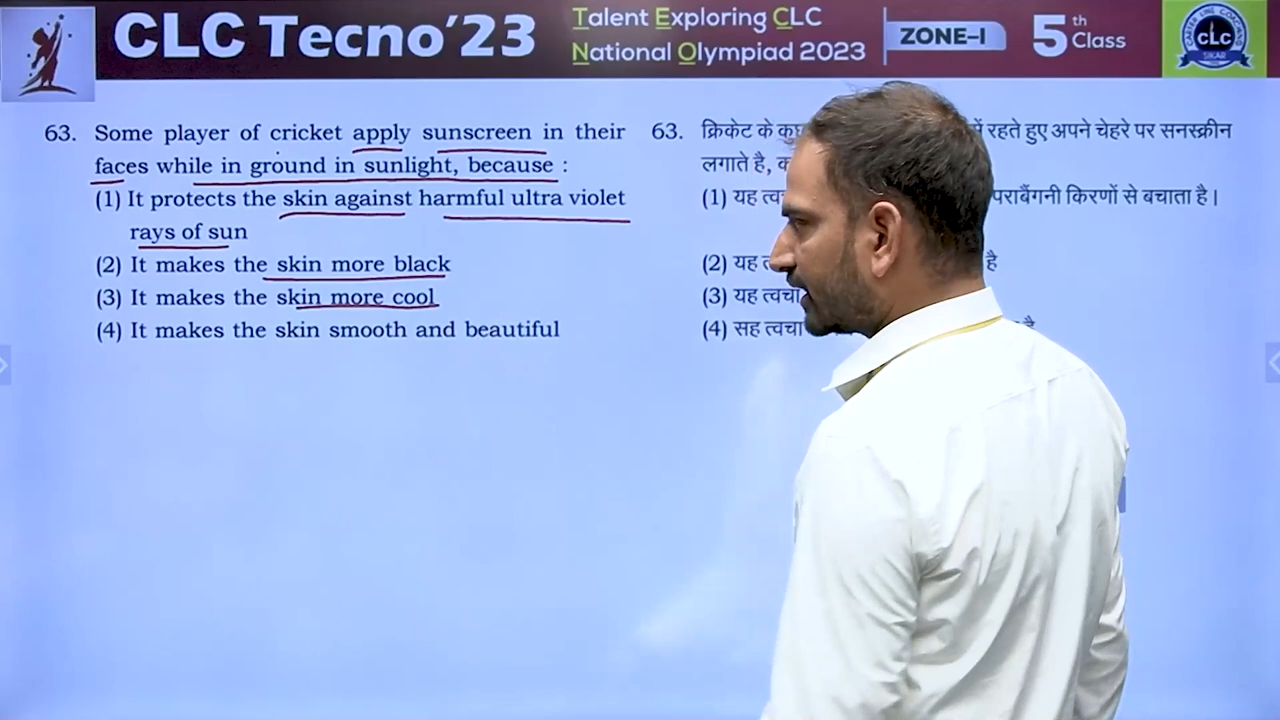 CLC Tecno'23
Talent Exploring CLC
National Olympiad 2023
ZONE-I
5th Class
CLC
SIKAR
63. Some player of cricket apply sunscreen in their
faces while in ground in sunlight, because :
(1) It protects the skin against harmful ultra violet
rays of sun
(2) It makes the skin more black
(3) It makes the skin more cool
(4) It makes the skin smooth and beautiful
63. क्रिकेट के रहते हुए अपने चेहरे पर सनस्क्रीन
लगाते है,
(1) यह पराबैंगनी किरणों से बचाता है।
(2) यह है
(3) यह त्वचा
(4) सह त्वचा है